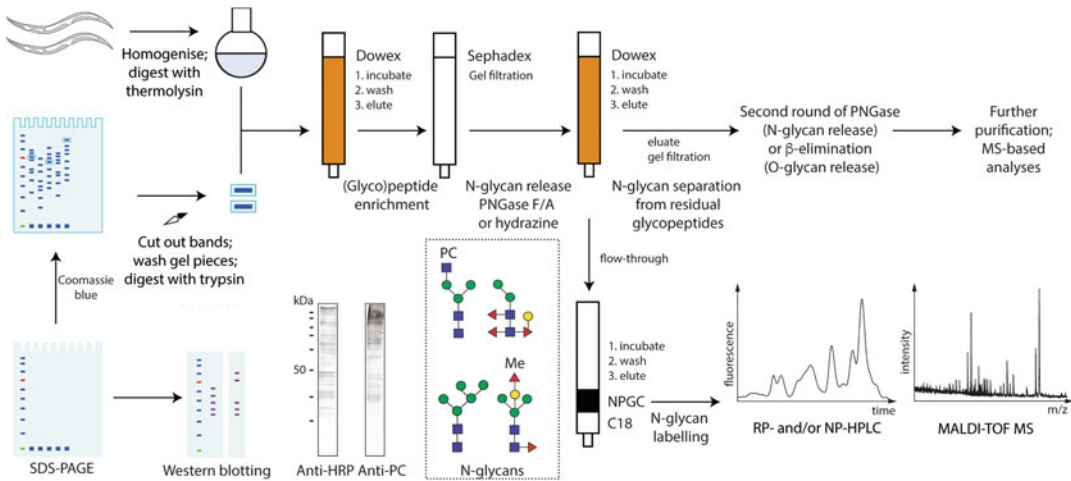 Homogenise;
digest with
thermolysin
Dowex
1. incubate
2. wash
3. elute
Sephadex
Gel filtration
Dowex
1. incubate
2. wash
3. elute
eluate
gel filtration
Second round of PNGase
(N-glycan release)
or β-elimination
(O-glycan release)
Further
purification;
MS-based
analyses
(Glyco)peptide
enrichment
N-glycan release
PNGase F/A
or hydrazine
N-glycan separation
from residual
glycopeptides
Cut out bands;
wash gel pieces;
digest with trypsin
Coomassie
blue
flow-through
kDa
50
PC
Me
1. incubate
2. wash
3. elute
NPGC
C18
N-glycan
labelling
fluorescence
time
intensity
m/z
RP- and/or NP-HPLC
MALDI-TOF MS
SDS-PAGE
Western blotting
Anti-HRP
Anti-PC
N-glycans